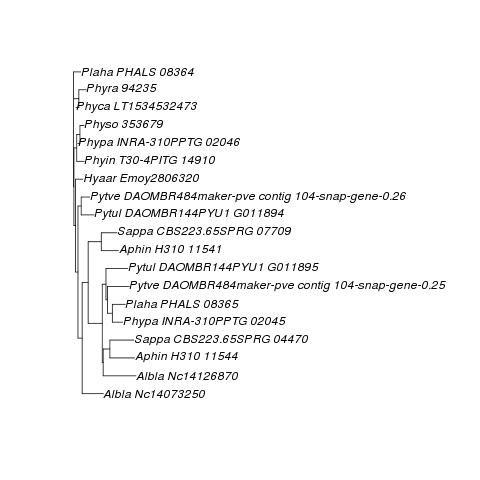 Plaha PHALS 08364
Phyra 94235
Phyca LT1534532473
Physo 353679
Phypa INRA-310PPTG 02046
Phyin T30-4PITG 14910
Hyaar Emoy2806320
Pytve DAOMBR484maker-pve contig 104-snap-gene-0.26
Pytul DAOMBR144PYU1 G011894
Sappa CBS223.65SPRG 07709
Aphin H310 11541
Pytul DAOMBR144PYU1 G011895
Pytve DAOMBR484maker-pve contig 104-snap-gene-0.25
Plaha PHALS 08365
Phypa INRA-310PPTG 02045
Sappa CBS223.65SPRG 04470
Aphin H310 11544
Albla Nc14126870
Albla Nc14073250